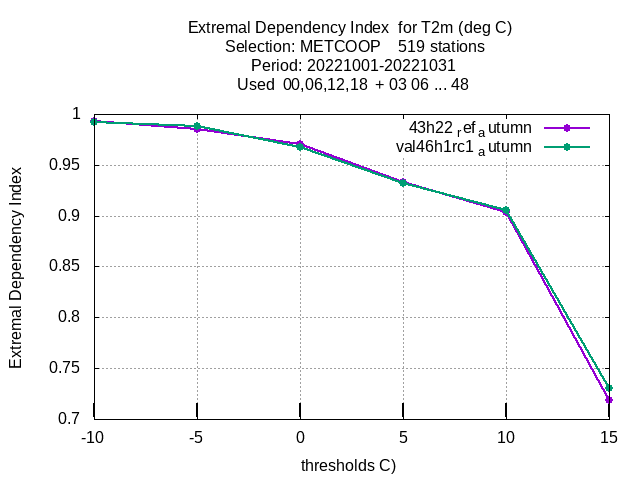 Extremal Dependency Index  for T2m (deg C)
Selection: METCOOP    519 stations
Period: 20221001-20221031
Used  00,06,12,18  + 03 06 ... 48
43h22 ref autumn
val46h1rc1 autumn
1
0.95
0.9
0.85
0.8
0.75
0.7
Extremal Dependency Index
-10 -5 0 5 10 15
thresholds C)